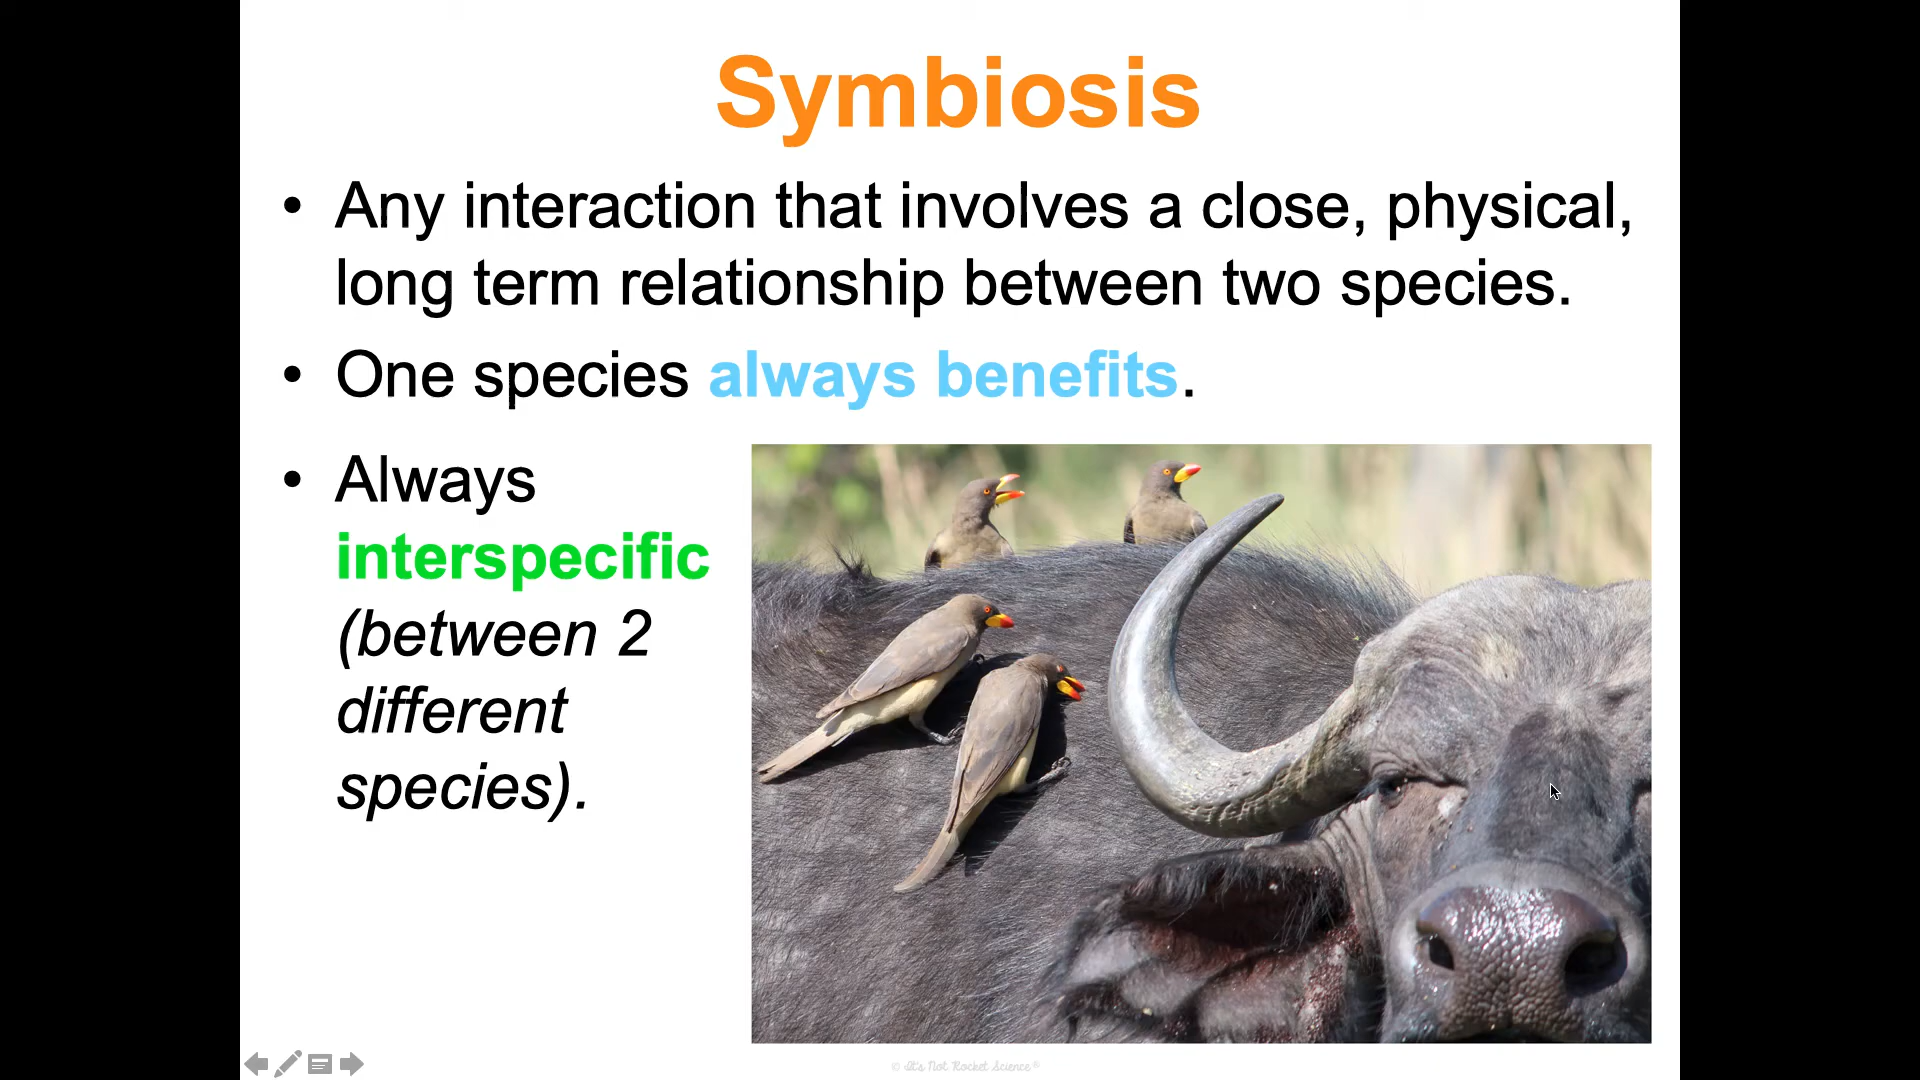 Symbiosis
• Any interaction that involves a close, physical,
long term relationship between two species.
• One species always benefits.
• Always
interspecific
(between 2
different
species).
© It's Not Rocket Science®